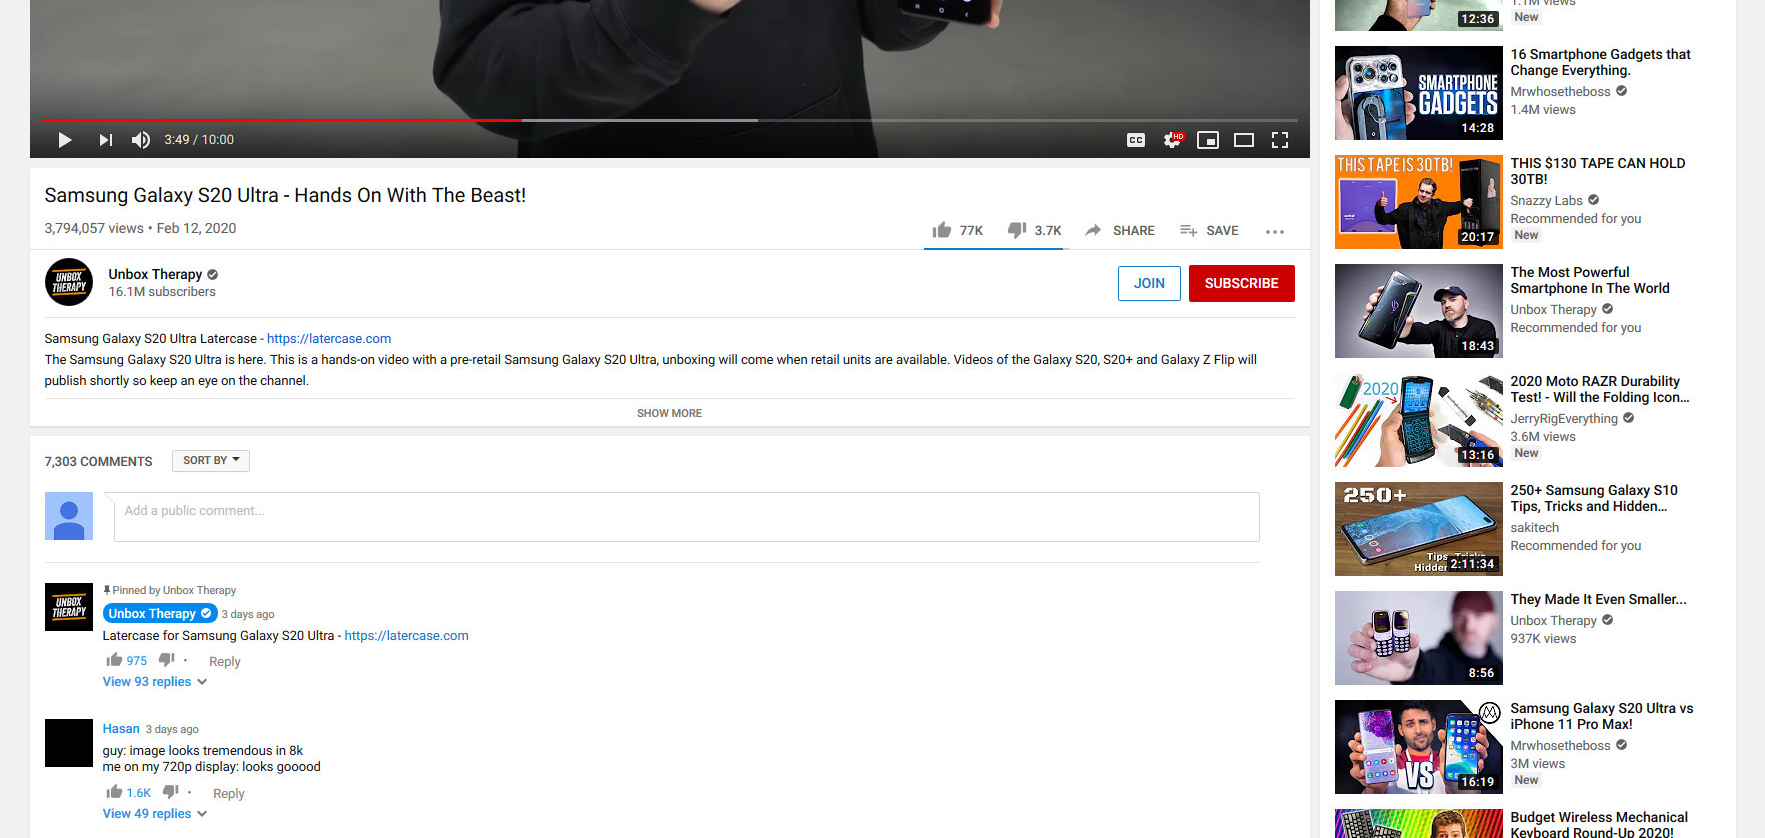 3:49 / 10:00
CC
HD
Samsung Galaxy S20 Ultra - Hands On With The Beast!
3,794,057 views • Feb 12, 2020
77K
3.7K
SHARE
SAVE
UNBOX
THERAPY
Unbox Therapy
16.1M subscribers
JOIN
SUBSCRIBE
Samsung Galaxy S20 Ultra Latercase - https://latercase.com
The Samsung Galaxy S20 Ultra is here. This is a hands-on video with a pre-retail Samsung Galaxy S20 Ultra, unboxing will come when retail units are available. Videos of the Galaxy S20, S20+ and Galaxy Z Flip will
publish shortly so keep an eye on the channel.
SHOW MORE
7,303 COMMENTS
SORT BY
Add a public comment...
UNBOX
THERAPY
Pinned by Unbox Therapy
Unbox Therapy
3 days ago
Latercase for Samsung Galaxy S20 Ultra - https://latercase.com
975
Reply
View 93 replies
Hasan 3 days ago
guy: image looks tremendous in 8k
me on my 720p display: looks gooood
1.6K
Reply
View 49 replies
12:36
1.1M views
New
SMARTPHONE
GADGETS
14:28
16 Smartphone Gadgets that
Change Everything.
Mrwhosetheboss
1.4M views
THIS TAPE IS 30TB!
20:17
THIS $130 TAPE CAN HOLD
30TB!
Snazzy Labs
Recommended for you
New
18:43
The Most Powerful
Smartphone In The World
Unbox Therapy
Recommended for you
2020
13:16
2020 Moto RAZR Durability
Test! - Will the Folding Icon...
JerryRigEverything
3.6M views
New
250+
Tips, Tricks
Hidden
2:11:34
250+ Samsung Galaxy S10
Tips, Tricks and Hidden...
sakitech
Recommended for you
8:56
They Made It Even Smaller...
Unbox Therapy
937K views
VS
16:19
Samsung Galaxy S20 Ultra vs
iPhone 11 Pro Max!
Mrwhosetheboss
3M views
New
Budget Wireless Mechanical
Keyboard Round-Up 2020!